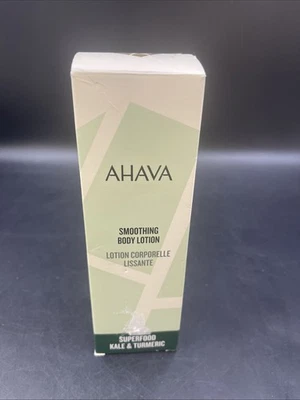 AHAVA
SMOOTHING
BODY LOTION
LOTION CORPORELLE
LISSANTE
SUPERFOOD
KALE & TURMERIC